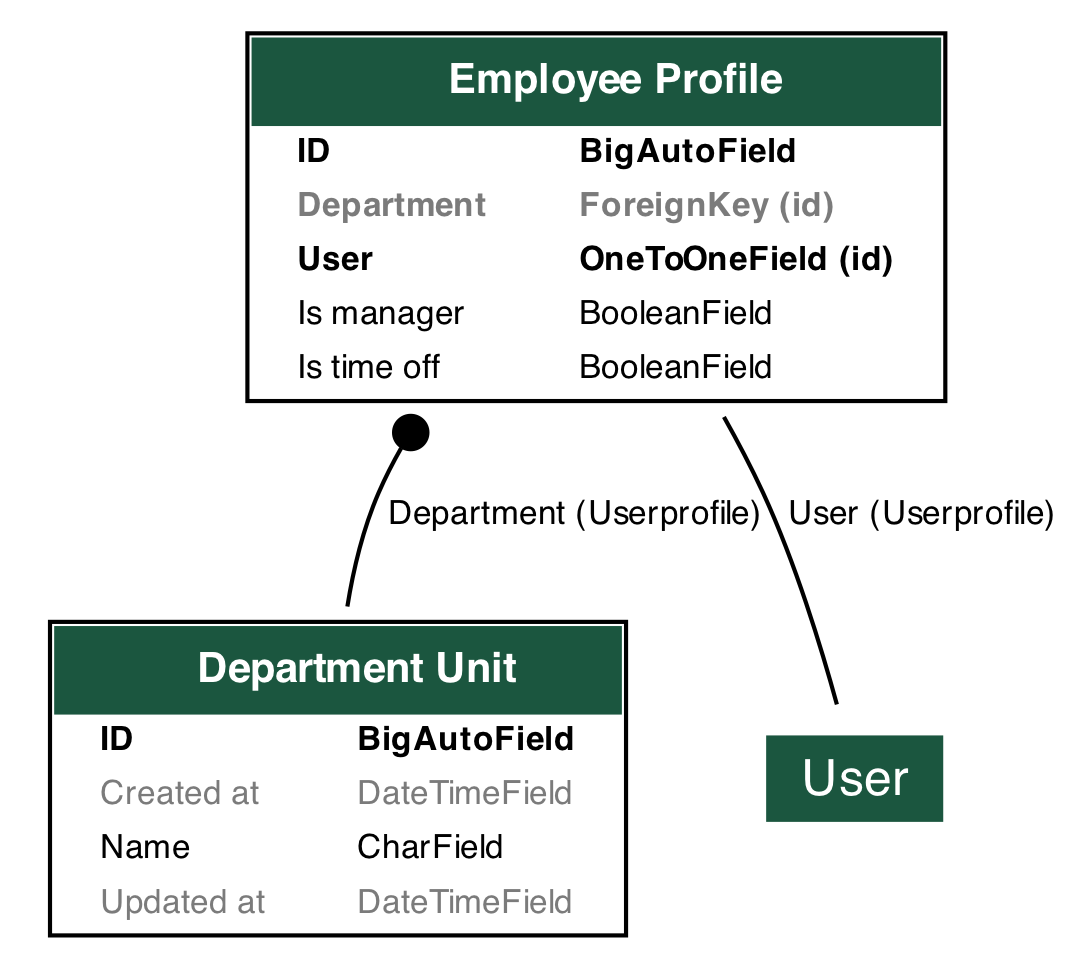 Employee Profile
ID BigAutoField
Department ForeignKey (id)
User OneToOneField (id)
Is manager BooleanField
Is time off BooleanField
Department (Userprofile)
User (Userprofile)
Department Unit
ID BigAutoField
Created at DateTimeField
Name CharField
Updated at DateTimeField
User